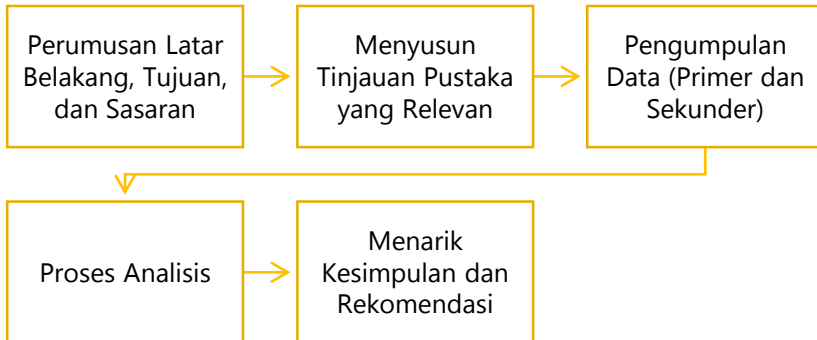 Perumusan Latar
Belakang, Tujuan,
dan Sasaran
Menyusun
Tinjauan Pustaka
yang Relevan
Pengumpulan
Data (Primer dan
Sekunder)
Proses Analisis
Menarik
Kesimpulan dan
Rekomendasi